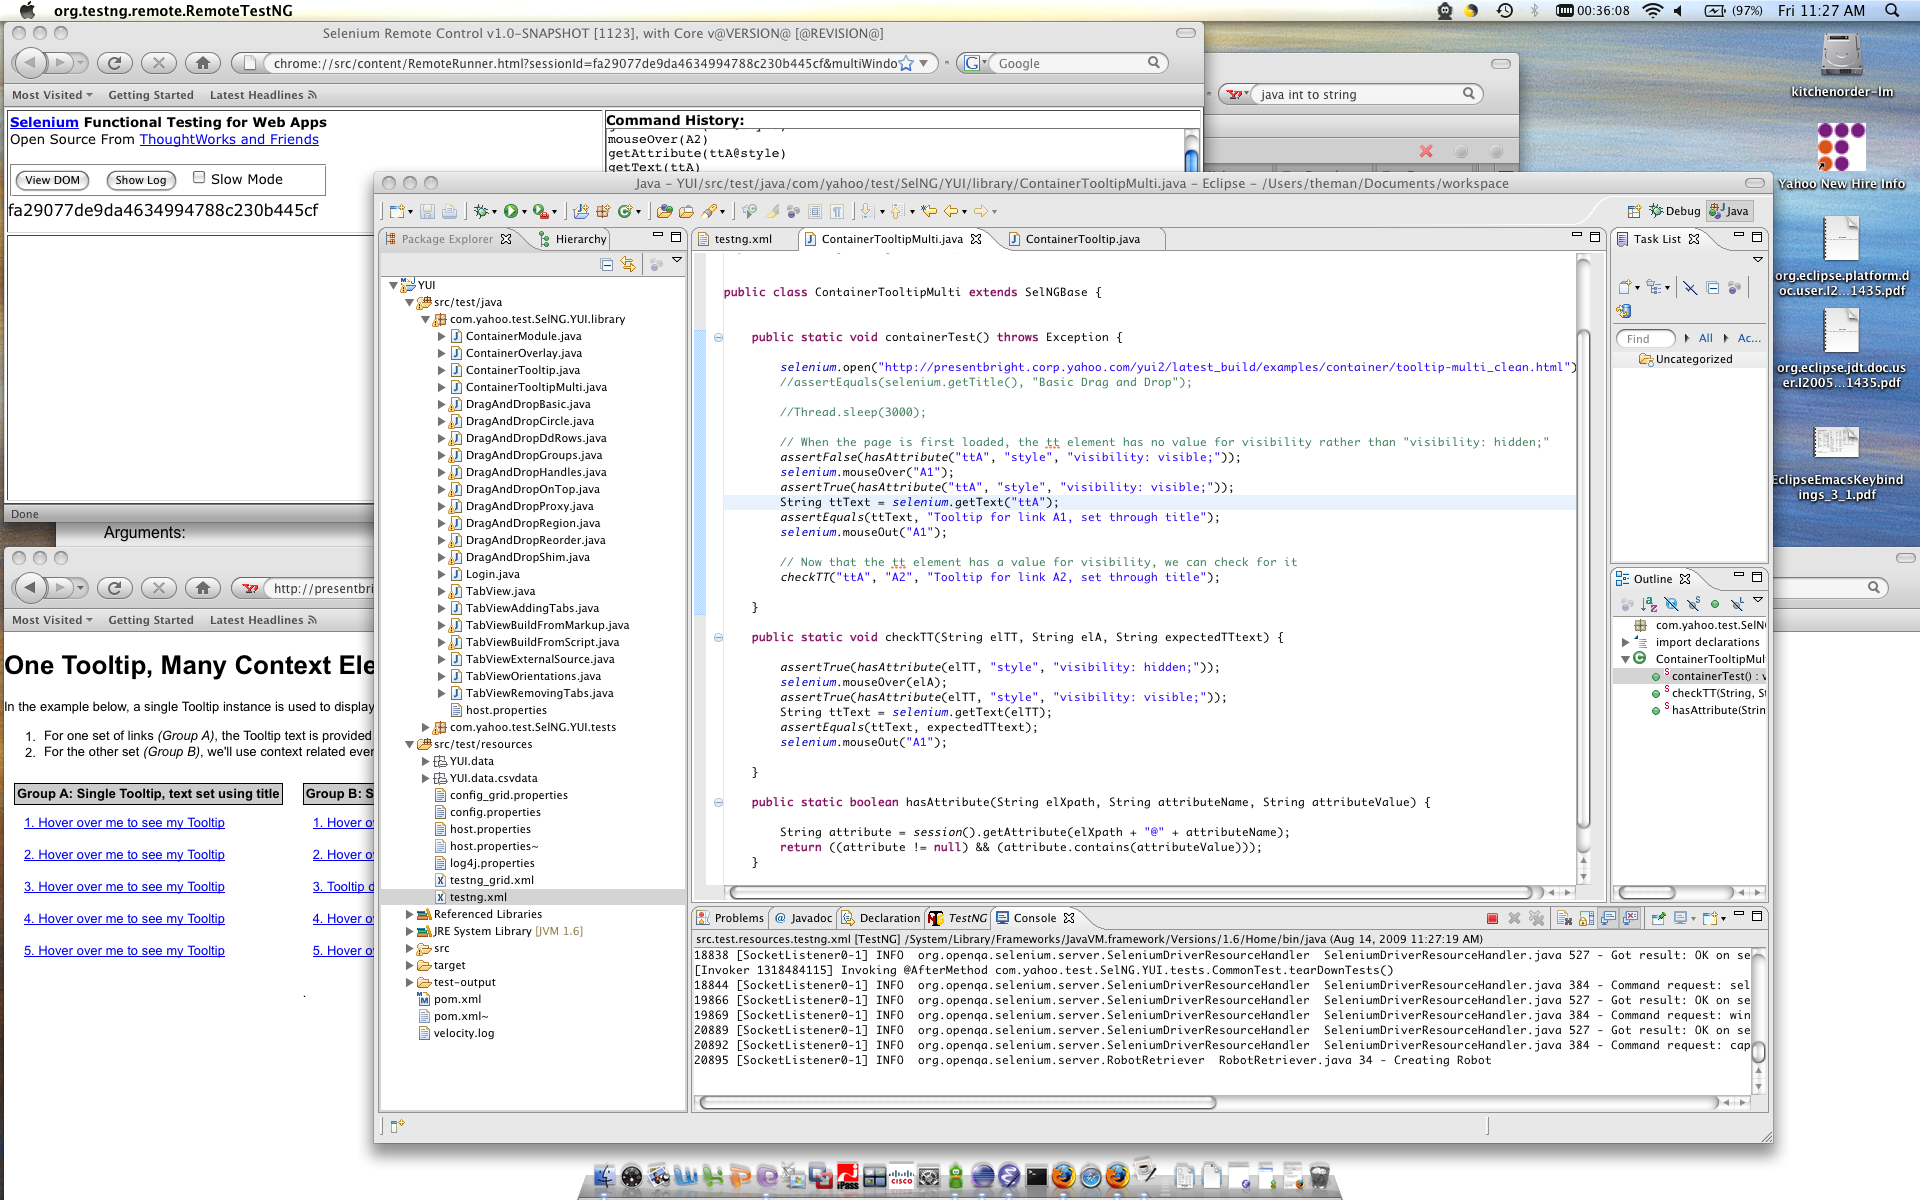 org.testng.remote.RemoteTestNG
00:36:08
(97%)
Fri 11:27 AM
Selenium Remote Control v1.0-SNAPSHOT [1123], with Core v@VERSION@ [@REVISION@]
chrome://src/content/RemoteRunner.html?sessionId=fa29077de9da4634994788c230b445cf&multiWindo
Google
Most Visited
Getting Started
Latest Headlines
Selenium Functional Testing for Web Apps
Open Source From ThoughtWorks and Friends
View DOM
Show Log
Slow Mode
fa29077de9da4634994788c230b445cf
Command History:
mouseOver(A2)
getAttribute(ttA@style)
getText(ttA)
Done
java int to string
Arguments:
http://presentbri
Most Visited
Getting Started
Latest Headlines
One Tooltip, Many Context Ele
In the example below, a single Tooltip instance is used to display
1. For one set of links (Group A), the Tooltip text is provided
2. For the other set (Group B), we'll use context related even
Group A: Single Tooltip, text set using title
1. Hover over me to see my Tooltip
2. Hover over me to see my Tooltip
3. Hover over me to see my Tooltip
4. Hover over me to see my Tooltip
5. Hover over me to see my Tooltip
Group B: S
1. Hover o
2. Hover o
3. Tooltip d
4. Hover o
5. Hover o
Java – YUI/src/test/java/com/yahoo/test/SelNG/YUI/library/ContainerTooltipMulti.java – Eclipse – /Users/theman/Documents/workspace
Debug
Java
Package Explorer
Hierarchy
YUI
src/test/java
com.yahoo.test.SelNG.YUI.library
ContainerModule.java
ContainerOverlay.java
ContainerTooltip.java
ContainerTooltipMulti.java
DragAndDropBasic.java
DragAndDropCircle.java
DragAndDropDdRows.java
DragAndDropGroups.java
DragAndDropHandles.java
DragAndDropOnTop.java
DragAndDropProxy.java
DragAndDropRegion.java
DragAndDropReorder.java
DragAndDropShim.java
Login.java
TabView.java
TabViewAddingTabs.java
TabViewBuildFromMarkup.java
TabViewBuildFromScript.java
TabViewExternalSource.java
TabViewOrientations.java
TabViewRemovingTabs.java
host.properties
com.yahoo.test.SelNG.YUI.tests
src/test/resources
YUI.data
YUI.data.csvdata
config_grid.properties
config.properties
host.properties
host.properties~
log4j.properties
testng_grid.xml
testng.xml
Referenced Libraries
JRE System Library [JVM 1.6]
src
target
test-output
pom.xml
pom.xml~
velocity.log
testng.xml
ContainerTooltipMulti.java
ContainerTooltip.java
public class ContainerTooltipMulti extends SelNGBase {
public static void containerTest() throws Exception {
selenium.open("http://presentbright.corp.yahoo.com/yui2/latest_build/examples/container/tooltip-multi_clean.html")
//assertEquals(selenium.getTitle(), "Basic Drag and Drop");
//Thread.sleep(3000);
// When the page is first loaded, the tt element has no value for visibility rather than "visibility: hidden;"
assertFalse(hasAttribute("ttA", "style", "visibility: visible;"));
selenium.mouseOver("A1");
assertTrue(hasAttribute("ttA", "style", "visibility: visible;"));
String ttText = selenium.getText("ttA");
assertEquals(ttText, "Tooltip for link A1, set through title");
selenium.mouseOut("A1");
// Now that the tt element has a value for visibility, we can check for it
checkTT("ttA", "A2", "Tooltip for link A2, set through title");
}
public static void checkTT(String elTT, String elA, String expectedTTtext) {
assertTrue(hasAttribute(elTT, "style", "visibility: hidden;"));
selenium.mouseOver(elA);
assertTrue(hasAttribute(elTT, "style", "visibility: visible;"));
String ttText = selenium.getText(elTT);
assertEquals(ttText, expectedTTtext);
selenium.mouseOut("A1");
}
public static boolean hasAttribute(String elXpath, String attributeName, String attributeValue) {
String attribute = session().getAttribute(elXpath + "@" + attributeName);
return ((attribute != null) && (attribute.contains(attributeValue)));
}
Task List
Find
All
Ac...
Uncategorized
Outline
com.yahoo.test.SelN
import declarations
ContainerTooltipMul
containerTest() : v
checkTT(String, St
hasAttribute(Strin
Problems
Javadoc
Declaration
TestNG
Console
src.test.resources.testng.xml [TestNG] /System/Library/Frameworks/JavaVM.framework/Versions/1.6/Home/bin/java (Aug 14, 2009 11:27:19 AM)
18838 [SocketListener0-1] INFO org.openqa.selenium.server.SeleniumDriverResourceHandler SeleniumDriverResourceHandler.java 527 - Got result: OK on se
[Invoker 1318484115] Invoking @AfterMethod com.yahoo.test.SelNG.YUI.tests.CommonTest.tearDownTests()
18844 [SocketListener0-1] INFO org.openqa.selenium.server.SeleniumDriverResourceHandler SeleniumDriverResourceHandler.java 384 - Command request: sel
19866 [SocketListener0-1] INFO org.openqa.selenium.server.SeleniumDriverResourceHandler SeleniumDriverResourceHandler.java 527 - Got result: OK on se
19869 [SocketListener0-1] INFO org.openqa.selenium.server.SeleniumDriverResourceHandler SeleniumDriverResourceHandler.java 384 - Command request: win
20889 [SocketListener0-1] INFO org.openqa.selenium.server.SeleniumDriverResourceHandler SeleniumDriverResourceHandler.java 527 - Got result: OK on se
20892 [SocketListener0-1] INFO org.openqa.selenium.server.SeleniumDriverResourceHandler SeleniumDriverResourceHandler.java 384 - Command request: cap
20895 [SocketListener0-1] INFO org.openqa.selenium.server.RobotRetriever RobotRetriever.java 34 - Creating Robot
kitchenorder-lm
Yahoo New Hire Info
org.eclipse.platform.d
oc.user.I2...1435.pdf
org.eclipse.jdt.doc.us
er.I2005...1435.pdf
EclipseEmacsKeybind
ings_3_1.pdf
iPass
CISCO